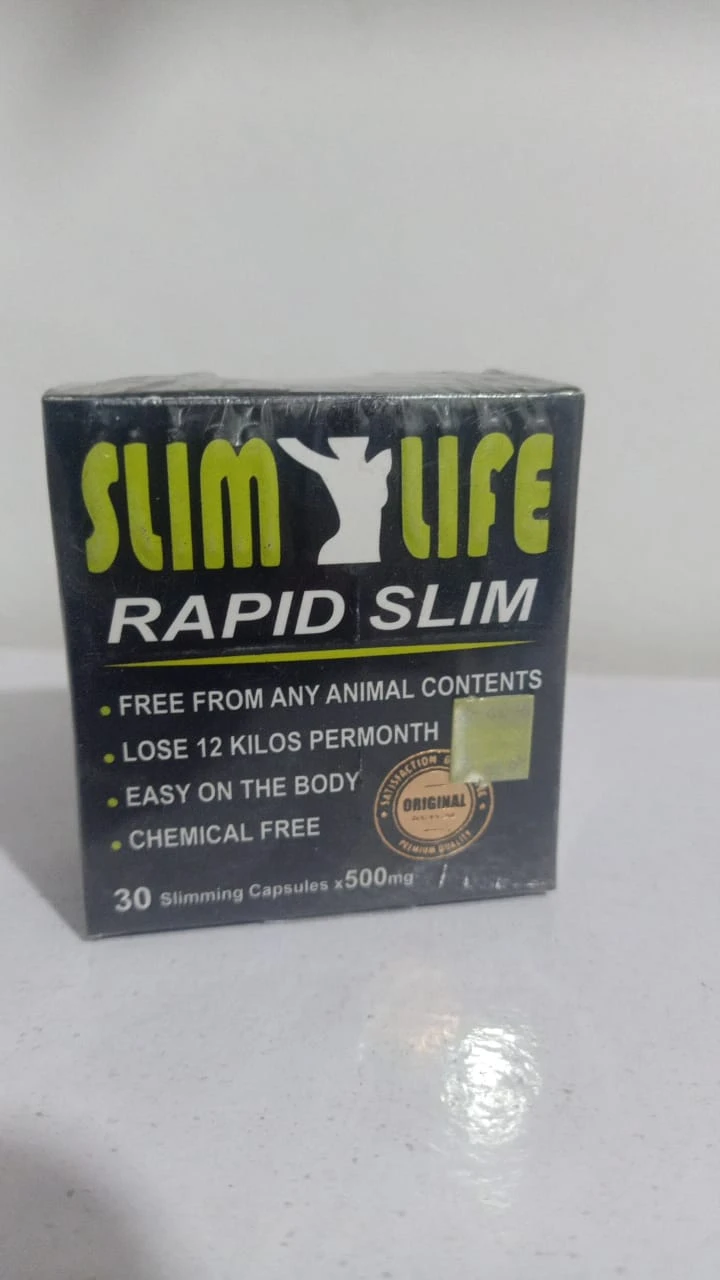 SLIM LIFE
RAPID SLIM
FREE FROM ANY ANIMAL CONTENTS
LOSE 12 KILOS PERMONTH
EASY ON THE BODY
CHEMICAL FREE
SATISFACTION
ORIGINAL
PREMIUM QUALITY
30 Slimming Capsules x500mg